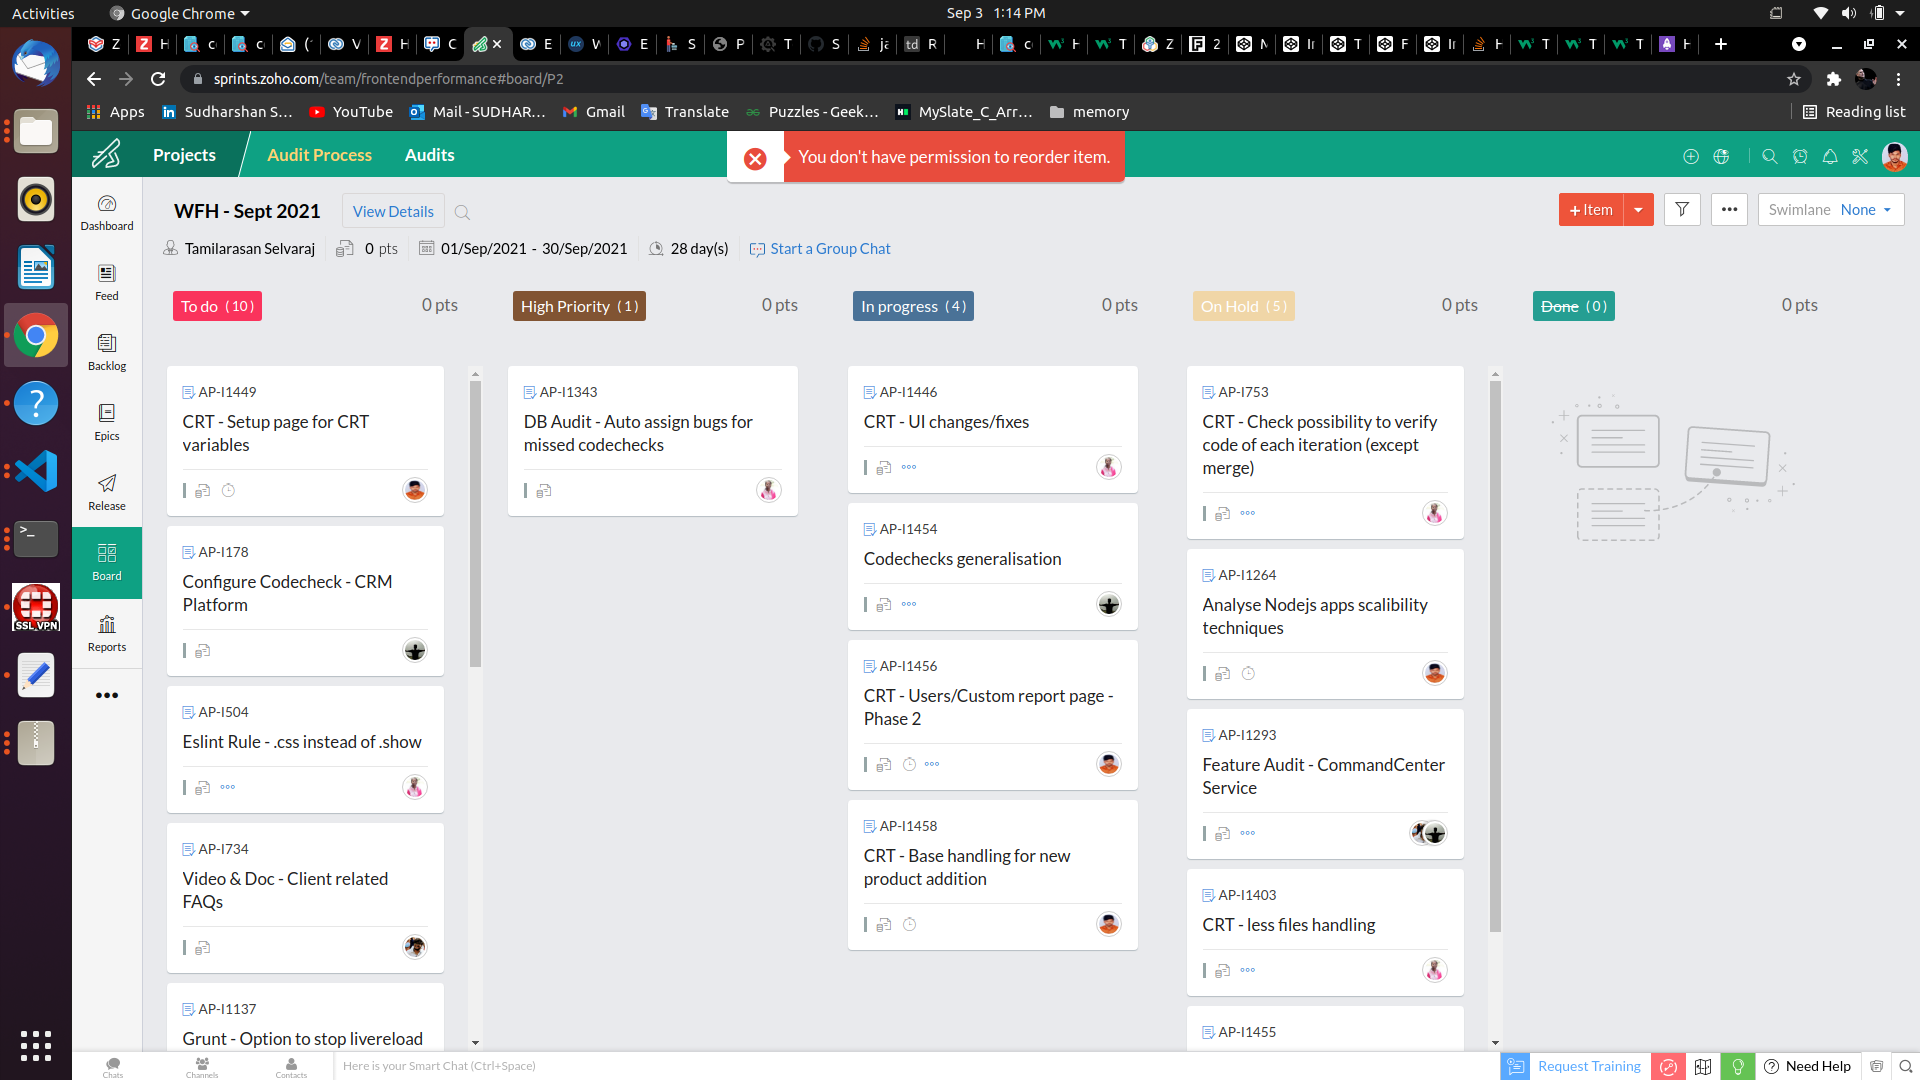 Activities
Google Chrome
Sep 3 1:14 PM
sprints.zoho.com/team/frontendperformance#board/P2
Apps
Sudharshan S...
YouTube
Mail - SUDHAR...
Gmail
Translate
Puzzles - Geek...
MySlate_C_Arr...
memory
Reading list
Projects
Audit Process
Audits
You don't have permission to reorder item.
WFH - Sept 2021
View Details
+ Item
Swimlane None
Tamilarasan Selvaraj
0 pts
01/Sep/2021 - 30/Sep/2021
28 day(s)
Start a Group Chat
Dashboard
Feed
Backlog
Epics
Release
Board
Reports
To do (10)
0 pts
AP-I1449
CRT - Setup page for CRT
variables
AP-I178
Configure Codecheck - CRM
Platform
AP-I504
Eslint Rule - .css instead of .show
AP-I734
Video & Doc - Client related
FAQs
AP-I1137
Grunt - Option to stop livereload
High Priority (1)
0 pts
AP-I1343
DB Audit - Auto assign bugs for
missed codechecks
In progress (4)
0 pts
AP-I1446
CRT - UI changes/fixes
AP-I1454
Codechecks generalisation
AP-I1456
CRT - Users/Custom report page -
Phase 2
AP-I1458
CRT - Base handling for new
product addition
On Hold (5)
0 pts
AP-I753
CRT - Check possibility to verify
code of each iteration (except
merge)
AP-I1264
Analyse Nodejs apps scalibility
techniques
AP-I1293
Feature Audit - CommandCenter
Service
AP-I1403
CRT - less files handling
AP-I1455
Done (0)
0 pts
SSL VPN
Chats
Channels
Contacts
Here is your Smart Chat (Ctrl+Space)
Request Training
Need Help